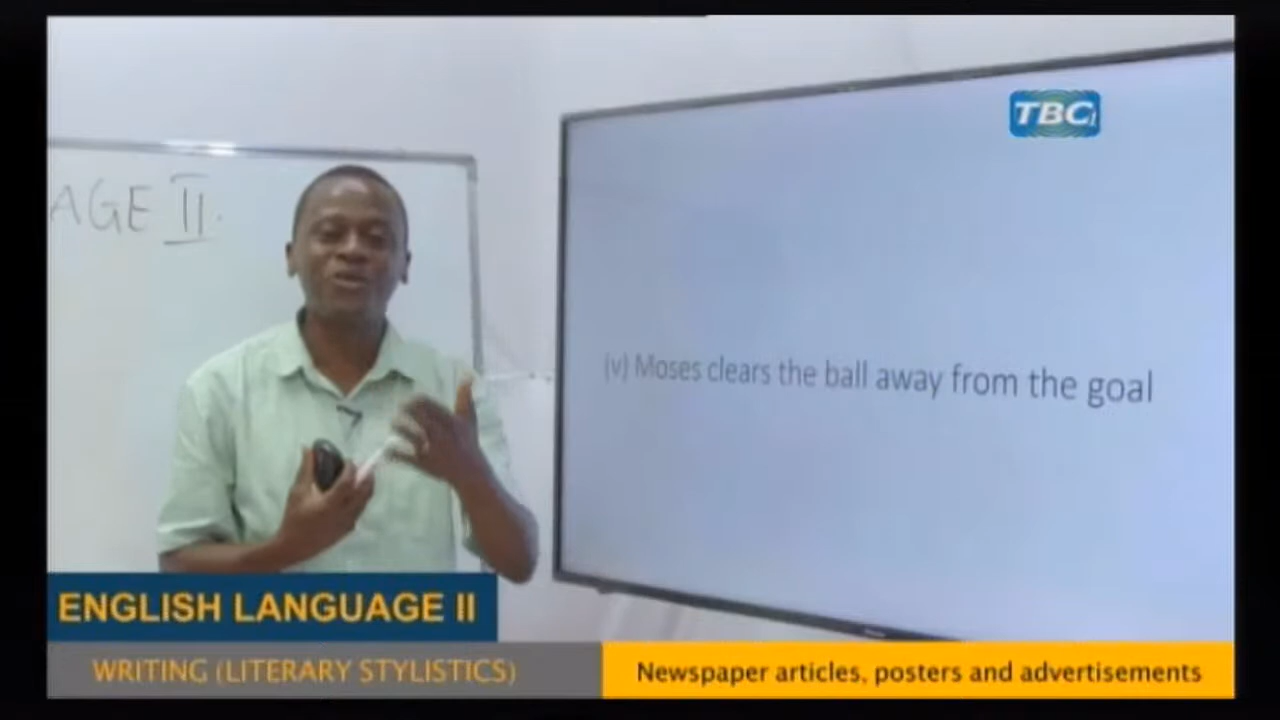 TBC1
AGE II.
(v) Moses clears the ball away from the goal
ENGLISH LANGUAGE II
WRITING (LITERARY STYLISTICS)
Newspaper articles, posters and advertisements